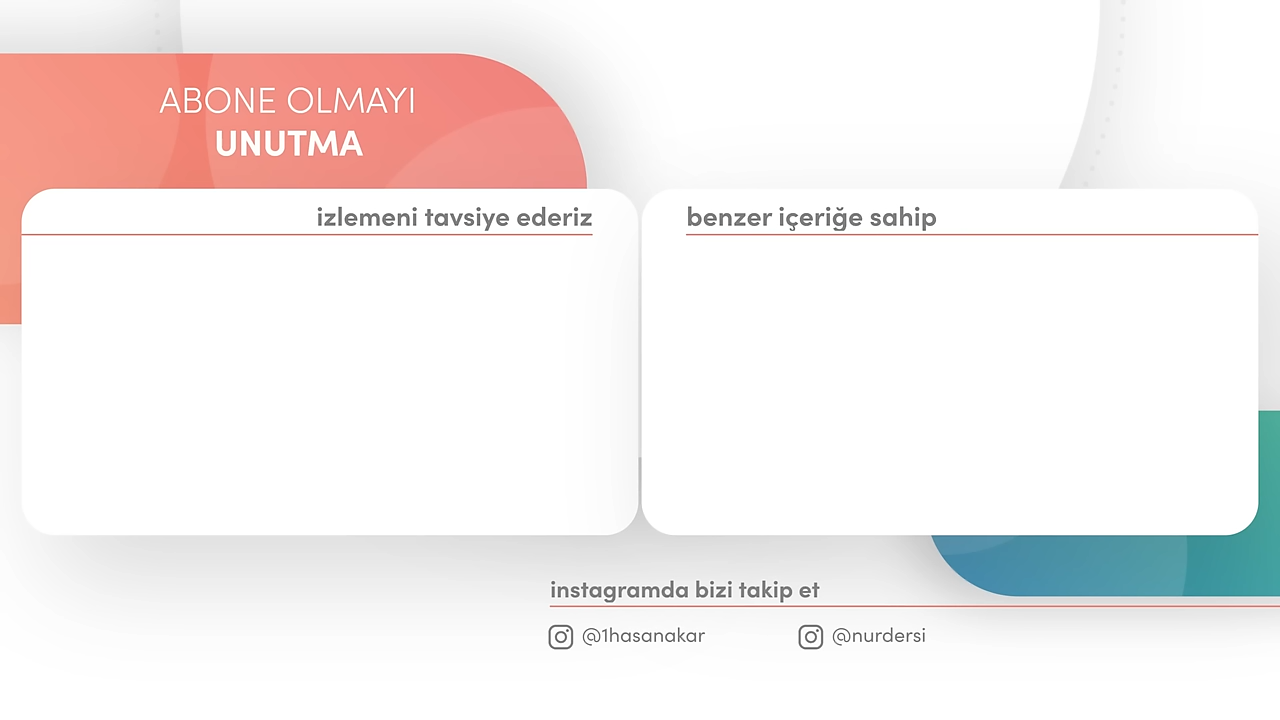 ABONE OLMAYI
UNUTMA
izlemeni tavsiye ederiz
benzer içeriğe sahip
instagramda bizi takip et
@1hasanakar
@nurdersi